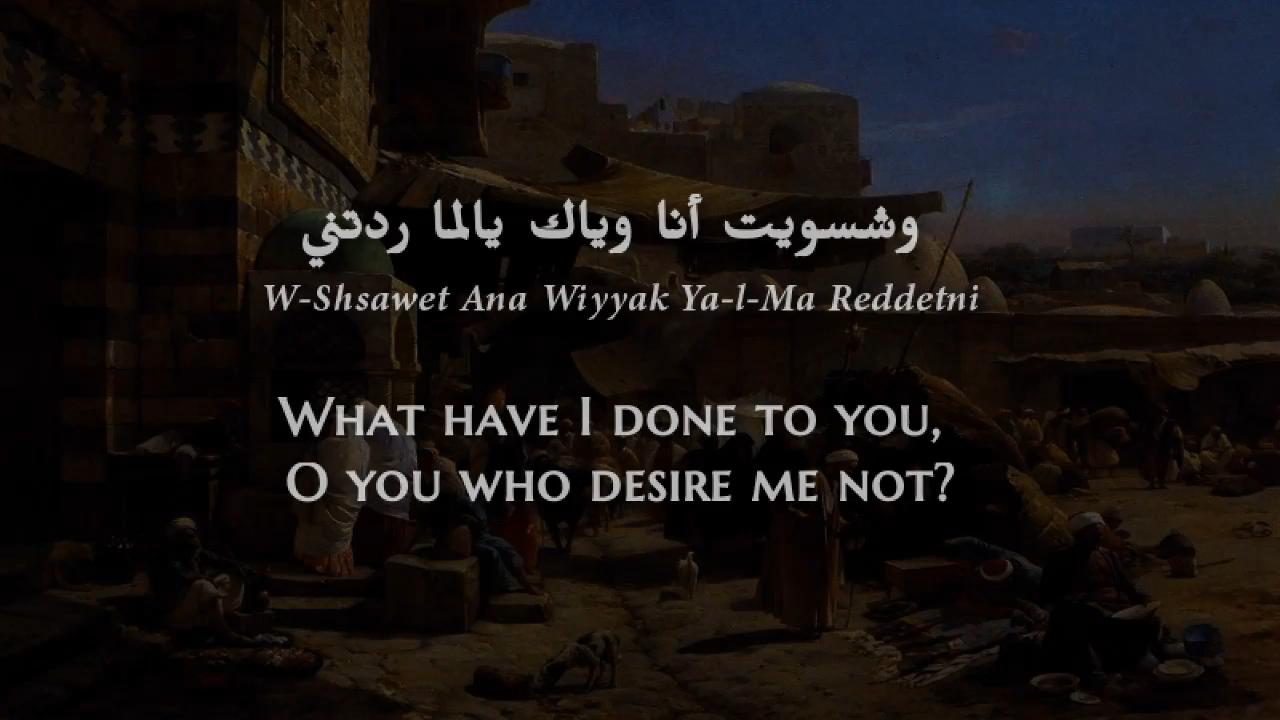 وشسويت أنا وياك يالما ردتني
W-Shsawet Ana Wiyyak Ya-l-Ma Reddetni
What have I done to you,
O you who desire me not?